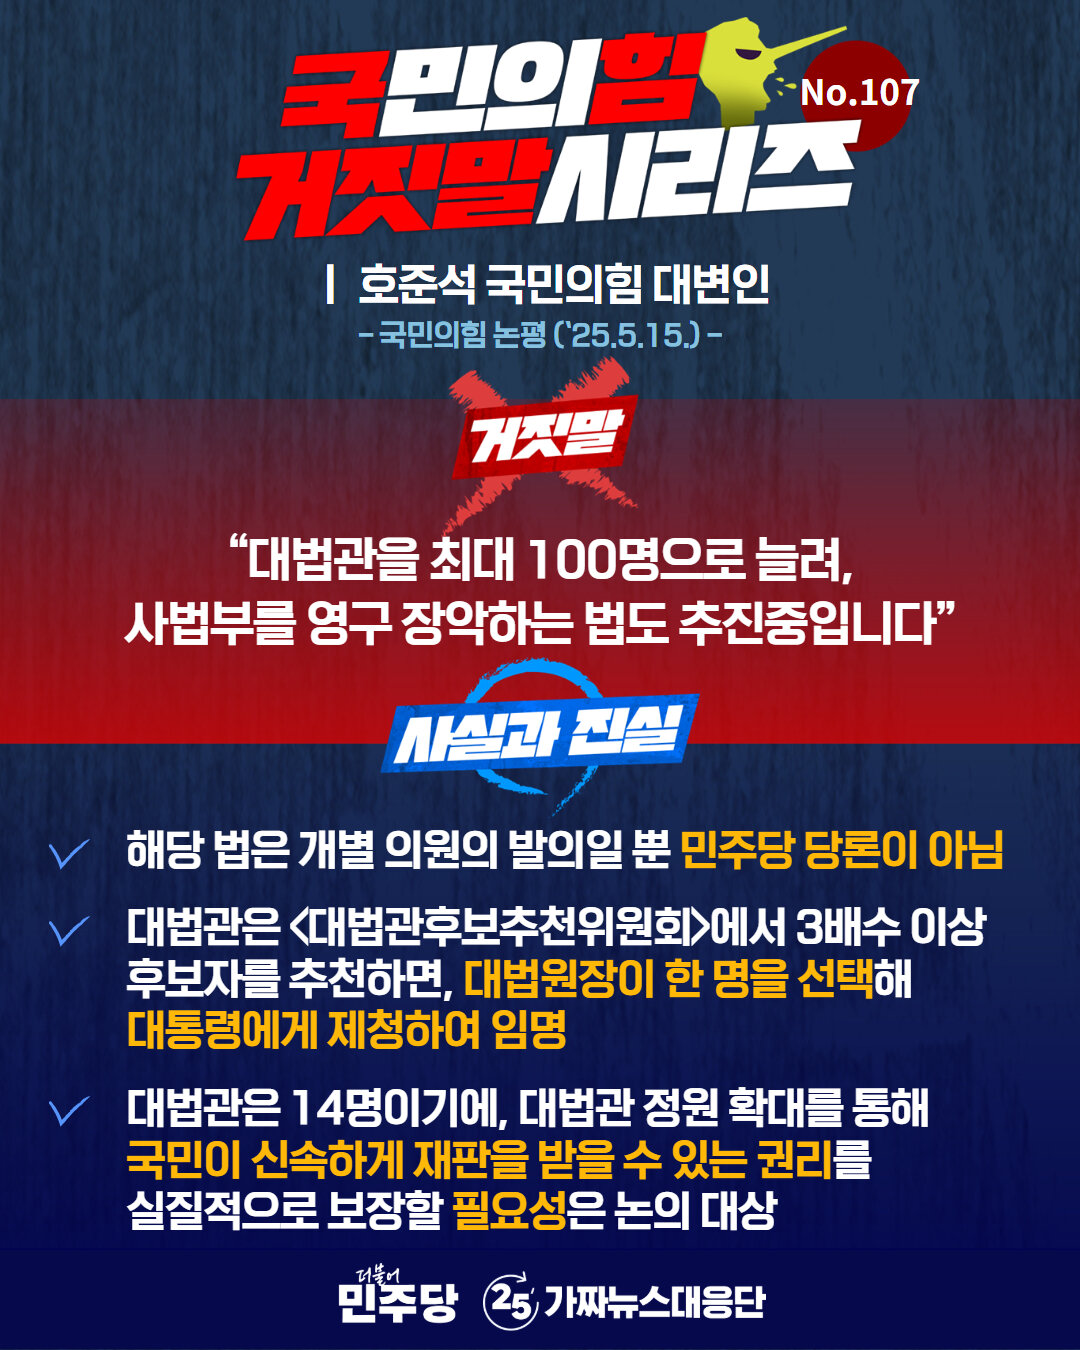 국민의힘
No.107
거짓말시리즈
| 호준석 국민의힘 대변인
- 국민의힘 논평 (‘25.5.15.) -
거짓말
“대법관을 최대 100명으로 늘려,
사법부를 영구 장악하는 법도 추진중입니다”
사실과 진실
해당 법은 개별 의원의 발의일 뿐 민주당 당론이 아님
대법관은 <대법관후보추천위원회>에서 3배수 이상
후보자를 추천하면, 대법원장이 한 명을 선택해
대통령에게 제청하여 임명
대법관은 14명이기에, 대법관 정원 확대를 통해
국민이 신속하게 재판을 받을 수 있는 권리를
실질적으로 보장할 필요성은 논의 대상
더불어
민주당 25 가짜뉴스대응단